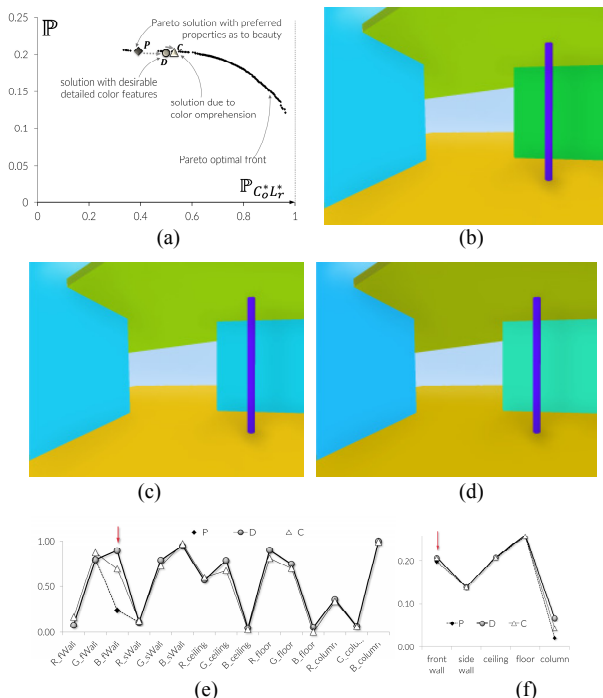 ℙ
0.25
0.2
0.15
0.1
0.05
0
0 0.2 0.4 0.6 0.8 1
Pareto solution with preferred
properties as to beauty
P C
D
solution with desirable
detailed color features
solution due to
color omprehension
Pareto optimal front
ℙ C*o L*r
(a)
(b)
(c)
(d)
P D C
1.00
0.50
0.00
R_fWall
G_fWall
B_fWall
R_sWall
G_sWall
B_sWall
R_ceiling
G_ceiling
B_ceiling
R_floor
G_floor
B_floor
R_column
C_colu...
B_column
(e)
0.20
0.10
0.00
P D C
front
wall
side
wall
ceiling
floor
column
(f)